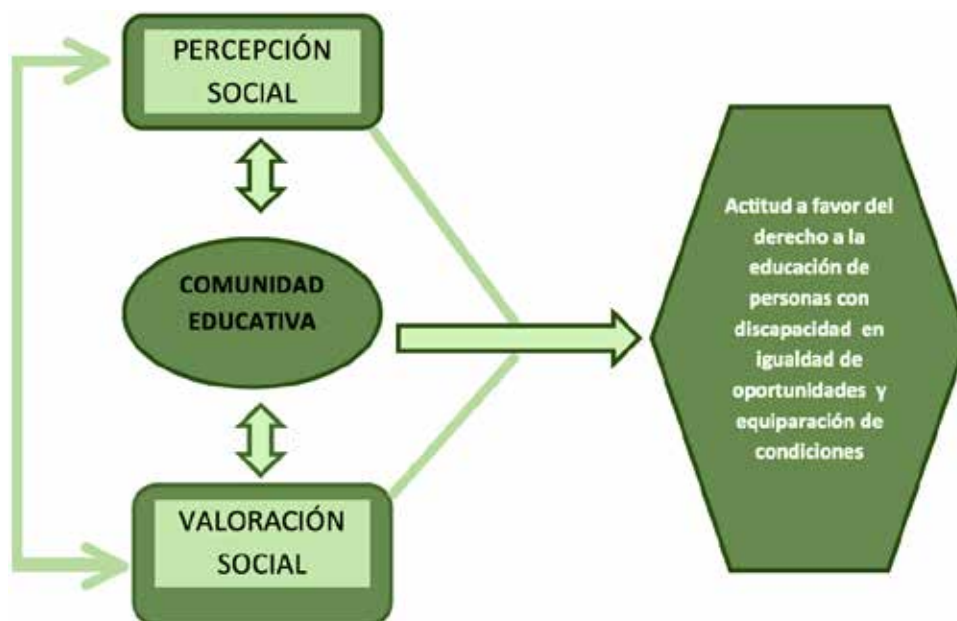 PERCEPCIÓN
SOCIAL
COMUNIDAD
EDUCATIVA
VALORACIÓN
SOCIAL
Actitud a favor del
derecho a la
educación de
personas con
discapacidad en
igualdad de
oportunidades y
equiparación de
condiciones